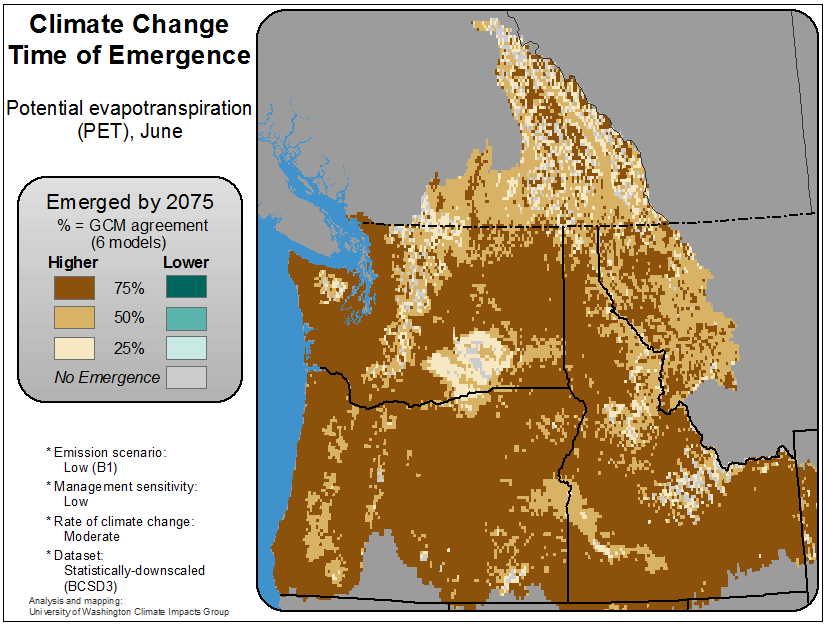 Climate Change
Time of Emergence
Potential evapotranspiration
(PET), June
Emerged by 2075
% = GCM agreement
(6 models)
Higher Lower
75%
50%
25%
No Emergence
* Emission scenario:
Low (B1)
* Management sensitivity:
Low
* Rate of climate change:
Moderate
* Dataset:
Statistically-downscaled
(BCSD3)
Analysis and mapping:
University of Washington Climate Impacts Group